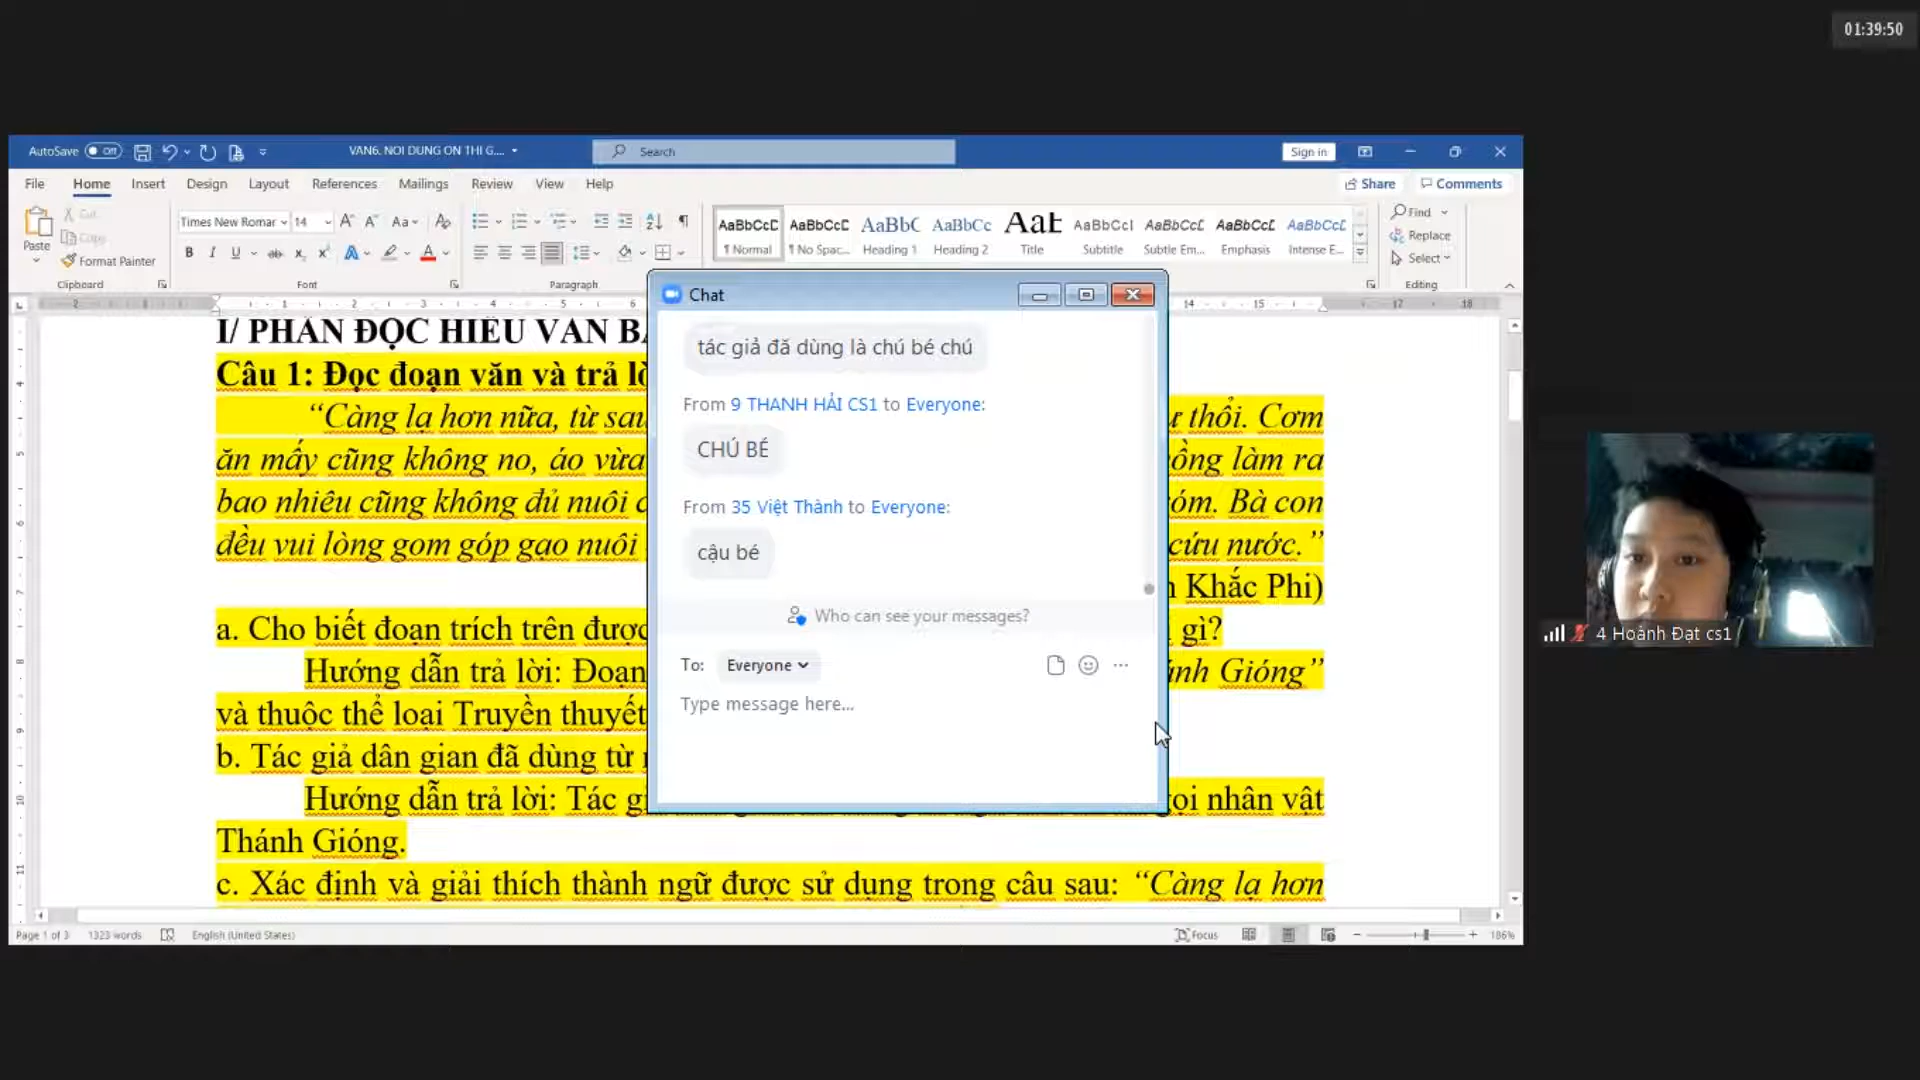 01:39:50
AutoSave Off VAN6. NOI DUNG ON THI G.... Search Sign in
File Home Insert Design Layout References Mailings Review View Help Share Comments
Paste Cut Copy Format Painter
Times New Romar 14
AaBbCcD AaBbCcD AaBbC AaBbCc AaBbCcI AaBbCcD AaBbCcD AaBbCcD
Normal No Spac... Heading 1 Heading 2 Title Subtitle Subtle Em... Emphasis Intense E...
Find Replace Select
Clipboard Font Paragraph Editing
I/ PHẦN ĐỌC HIỂU VĂN
Câu 1: Đọc đoạn văn và trả
“Càng lạ hơn nữa, từ sau thổi. Cơm
ăn mấy cũng không no, áo vừa làm ra
bao nhiêu cũng không đủ nuôi Bà con
đều vui lòng gom góp gạo nuôi cứu nước.”
Khắc Phi)
a. Cho biết đoạn trích trên được gì?
Hướng dẫn trả lời: Đoạn Gióng”
và thuộc thể loại Truyền thuyết
b. Tác giả dân gian đã dùng từ
Hướng dẫn trả lời: Tác gọi nhân vật
Thánh Gióng.
c. Xác định và giải thích thành ngữ được sử dụng trong câu sau: “Càng lạ hơn
Chat
tác giả đã dùng là chú bé chú
From 9 THANH HẢI CS1 to Everyone:
CHÚ BÉ
From 35 Việt Thành to Everyone:
cậu bé
Who can see your messages?
To: Everyone
Type message here...
4 Hoảnh Đạt cs1
Page 1 of 3 1323 words English (United States) Focus 186%